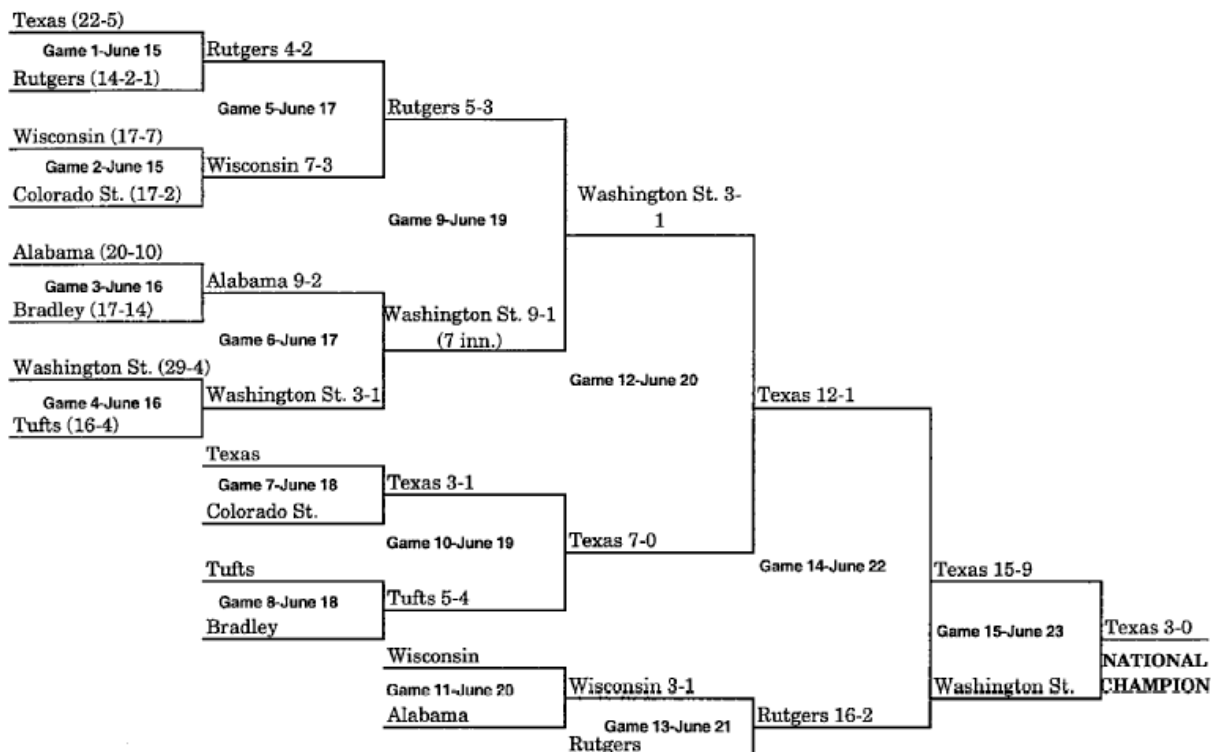 Texas (22-5)
Game 1-June 15
Rutgers 4-2
Rutgers (14-2-1)
Game 5-June 17
Rutgers 5-3
Wisconsin (17-7)
Game 2-June 15
Wisconsin 7-3
Colorado St. (17-2)
Washington St. 3-
1
Game 9-June 19
Alabama (20-10)
Game 3-June 16
Alabama 9-2
Bradley (17-14)
Washington St. 9-1
(7 inn.)
Game 6-June 17
Washington St. (29-4)
Game 4-June 16
Washington St. 3-1
Tufts (16-4)
Game 12-June 20
Texas 12-1
Texas
Game 7-June 18
Texas 3-1
Colorado St.
Game 10-June 19
Texas 7-0
Tufts
Game 8-June 18
Tufts 5-4
Bradley
Game 14-June 22
Texas 15-9
Game 15-June 23
Texas 3-0
NATIONAL
CHAMPION
Wisconsin
Game 11-June 20
Wisconsin 3-1
Washington St.
Alabama
Game 13-June 21
Rutgers 16-2
Rutgers